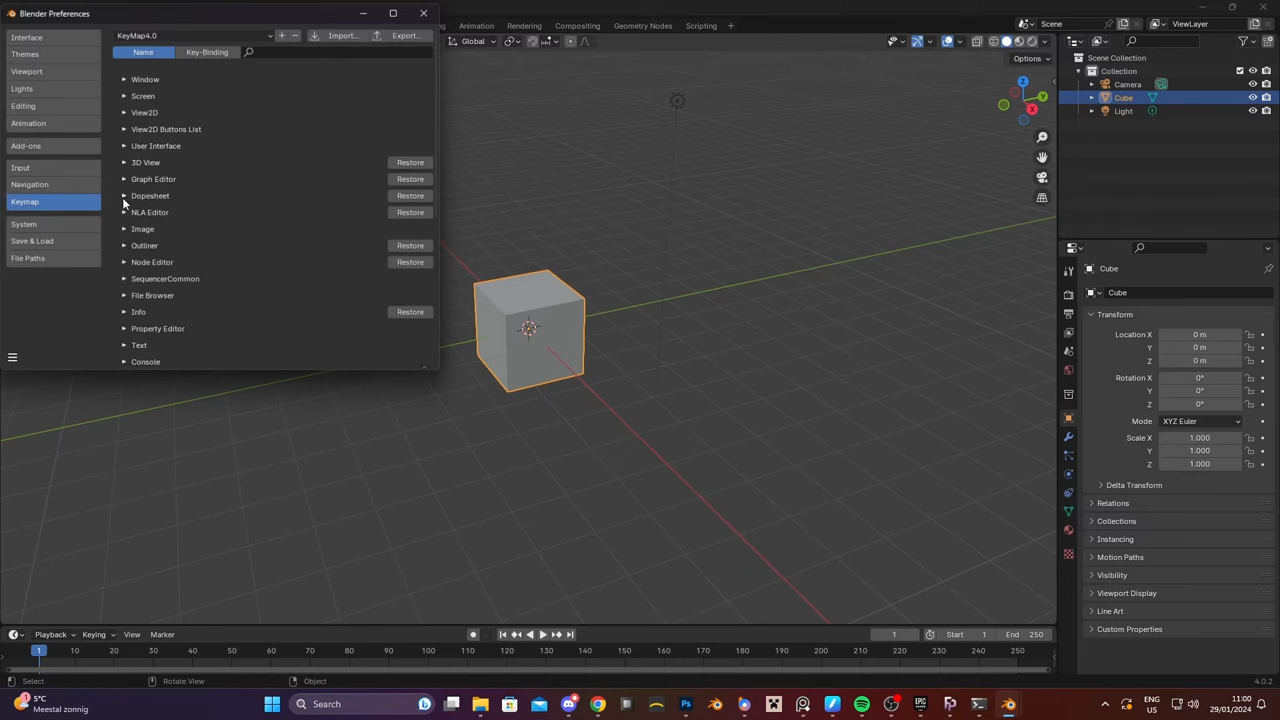 Blender Preferences
Interface
Themes
Viewport
Lights
Editing
Animation
Add-ons
Input
Navigation
Keymap
System
Save & Load
File Paths
KeyMap4.0
Import...
Export...
Name
Key-Binding
Window
Screen
View2D
View2D Buttons List
User Interface
3D View Restore
Graph Editor Restore
Dopesheet Restore
NLA Editor Restore
Image
Outliner Restore
Node Editor Restore
SequencerCommon
File Browser
Info Restore
Property Editor
Text
Console
Animation Rendering Compositing Geometry Nodes Scripting
Scene
ViewLayer
Global
Options
Z
Y
X
Scene Collection
Collection
Camera
Cube
Light
Cube
Cube
Transform
Location X 0 m
Y 0 m
Z 0 m
Rotation X 0°
Y 0°
Z 0°
Mode XYZ Euler
Scale X 1.000
Y 1.000
Z 1.000
Delta Transform
Relations
Collections
Instancing
Motion Paths
Visibility
Viewport Display
Line Art
Custom Properties
Playback Keying View Marker
1
Start 1
End 250
1 10 20 30 40 50 60 70 80 90 100 110 120 130 140 150 160 170 180 190 200 210 220 230 240 250
Select
Rotate View
Object
4.0.2
5°C
Meestal zonnig
Search
ENG
US
11:00
29/01/2024